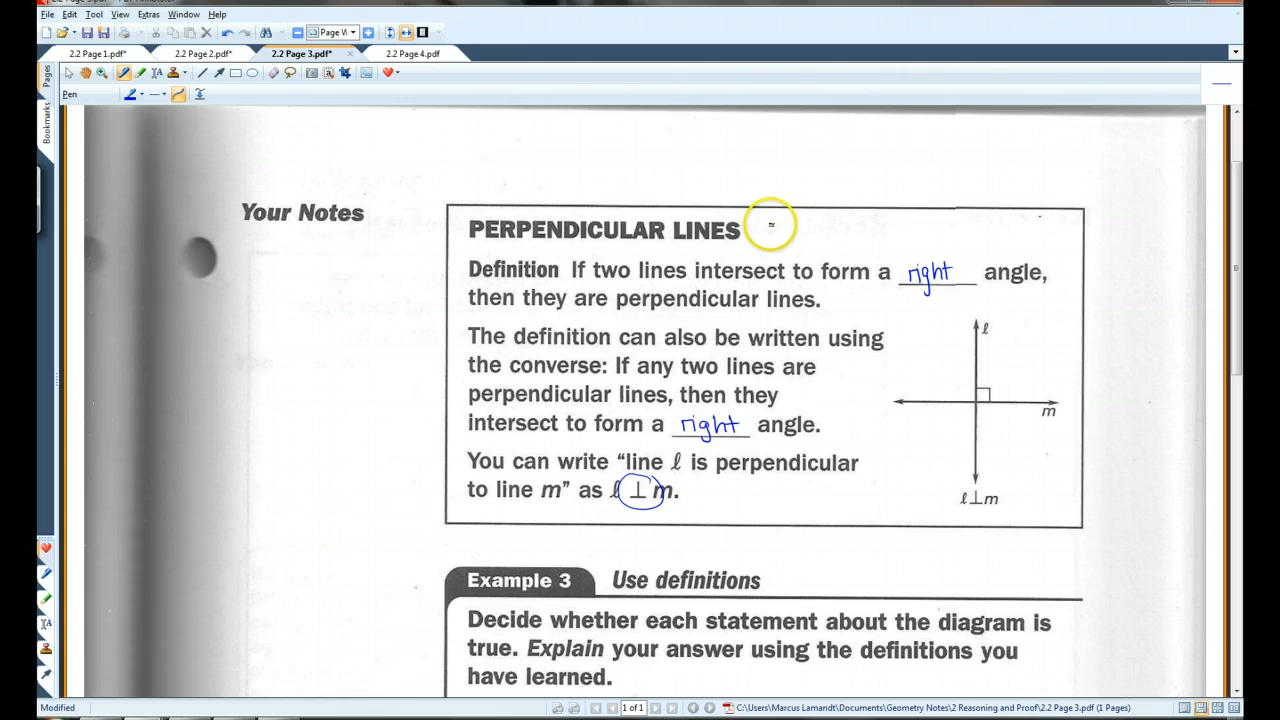 File Edit Tool View Extras Window Help
Page W
2.2 Page 1.pdf* 2.2 Page 2.pdf* 2.2 Page 3.pdf* 2.2 Page 4.pdf
Pen
Pages
Bookmarks
Your Notes
PERPENDICULAR LINES
Definition If two lines intersect to form a right angle,
then they are perpendicular lines.
The definition can also be written using
the converse: If any two lines are
perpendicular lines, then they
intersect to form a right angle.
You can write “line ℓ is perpendicular
to line m” as ℓ ⊥ m.
ℓ
m
ℓ⊥m
Example 3 Use definitions
Decide whether each statement about the diagram is
true. Explain your answer using the definitions you
have learned.
Modified 1 of 1 C:\Users\Marcus Lamandt\Documents\Geometry Notes\2 Reasoning and Proof\2.2 Page 3.pdf (1 Pages)